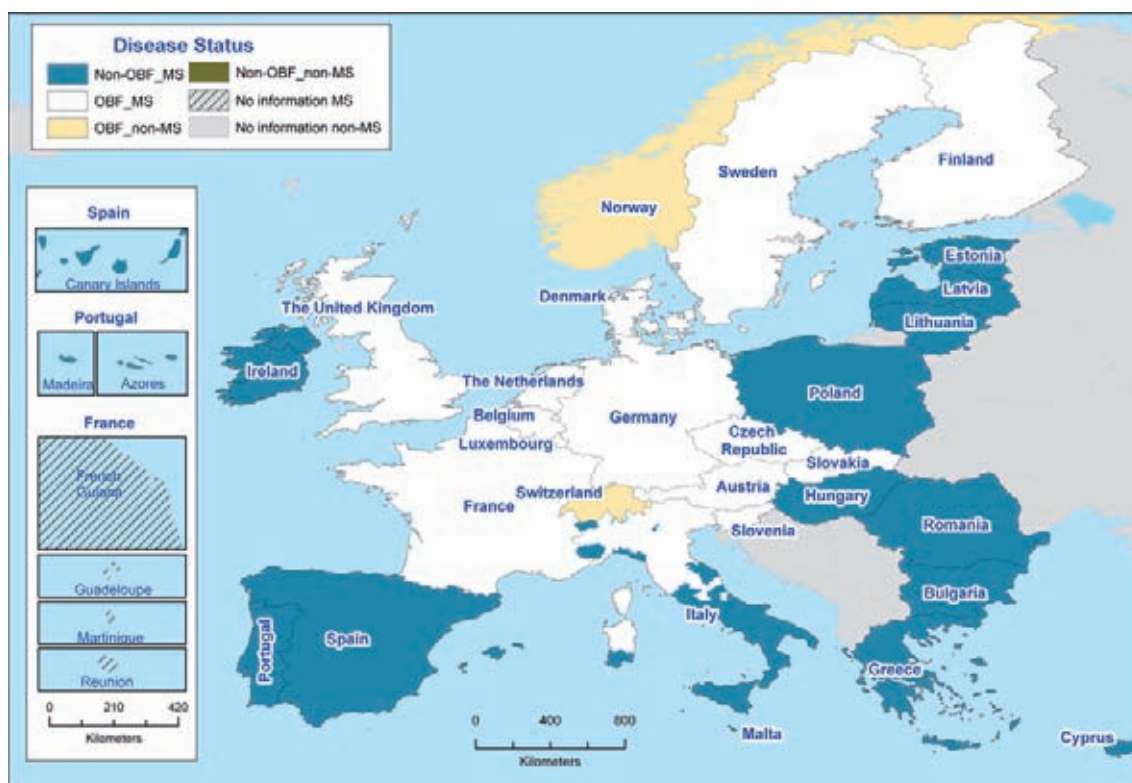 Disease Status
Non-OBF_MS
Non-OBF_non-MS
OBF_MS
No information MS
OBF_non-MS
No information non-MS
Spain
Canary Islands
Portugal
Madeira
Azores
France
French
Guiana
Guadeloupe
Martinique
Reunion
0 210 420
Kilometers
Finland
Sweden
Norway
Estonia
Latvia
Lithuania
Denmark
The United Kingdom
Ireland
The Netherlands
Poland
Belgium
Germany
Luxembourg
Czech
Republic
Slovakia
Switzerland
Austria
Hungary
France
Slovenia
Romania
Bulgaria
Italy
Portugal
Spain
Greece
Malta
Cyprus
0 400 800
Kilometers